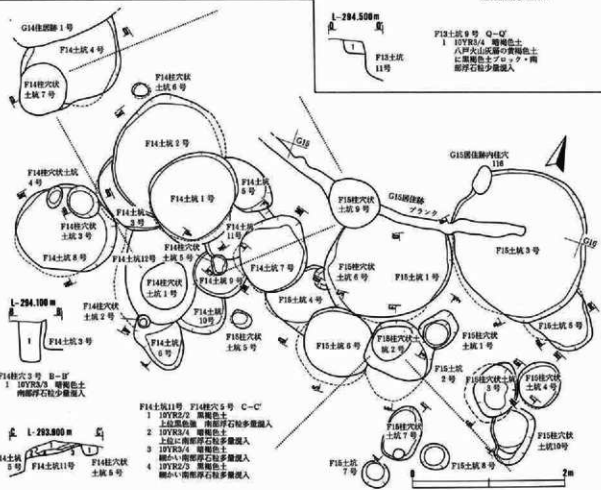 L-294.500m
F13土坑9号 Q-Q'
1 10YR3/4 暗褐色土
八戸火山灰層の黄褐色土
に黒褐色土ブロック・南
部浮石粒少量混入
1
F13土坑
11号
G14住居跡1号
F14土坑4号
F14柱穴状
土坑7号
F14柱穴状
土坑6号
F14土坑2号
F14土坑1号
F14土坑
5号
F14柱穴状土坑
4号
F14柱穴状
土坑3号
F14土坑8号
F14土坑
3号
F14土坑12号
F14柱穴状
土坑5号
F14土坑
11号
F14土坑7号
F14土坑9号
F14柱穴状
土坑1号
F14柱穴状
土坑2号
F14土坑
10号
F14土坑
6号
G15
G15住居跡内柱穴
116
F15柱穴状
土坑9号
G15住居跡
プランク
G16
F15土坑3号
F15柱穴状
土坑6号
F15土坑1号
F15土坑4号
F15土坑5号
F15土坑6号
F15柱穴状土
坑2号
F15柱穴状
土坑5号
F15柱穴状
土坑1号
F15土坑
2号
F15柱穴状土坑
3号
F15柱穴状
土坑4号
F15柱穴状
土坑7号
F15柱穴状
土坑10号
F15土坑
7号
F15土坑8号
L-294.100m
B B'
1
F14土坑3号
F14柱穴3号 B-B'
1 10YR3/3 暗褐色土
南部浮石粒少量混入
L-293.900m
C C'
F14土坑
5号
F14土坑11号
F14柱穴状
土坑5号
F14土坑11号 F14柱穴5号 C-C'
1 10YR2/2 黒褐色土
上位黒色強 南部浮石粒多量混入
2 10YR3/4 暗褐色土
上位に南部浮石粒多量混入
3 10YR3/4 暗褐色土
細かい南部浮石粒多量混入
4 10YR2/3 黒褐色土
細かい南部浮石粒多量混入
0 2m